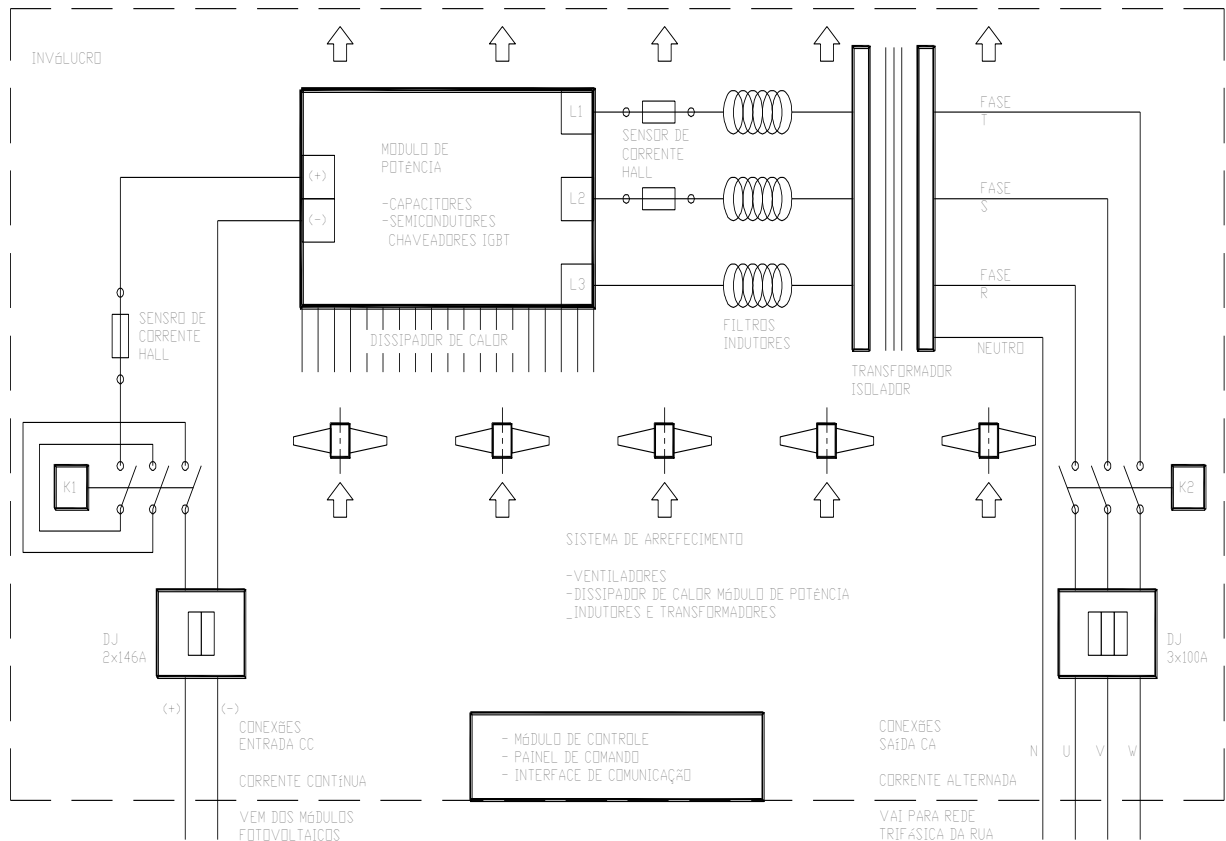 INVóLUCRO
MÓDULO DE
POTêNCIA
-CAPACITORES
-SEMICONDUTORES
CHAVEADORES IGBT
(+)
(-)
L1
L2
L3
SENSOR DE
CORRENTE
HALL
FASE
T
FASE
S
FASE
R
NEUTRO
FILTROS
INDUTORES
TRANSFORMADOR
ISOLADOR
DISSIPADOR DE CALOR
SENSRO DE
CORRENTE
HALL
K1
K2
SISTEMA DE ARREFECIMENTO
-VENTILADORES
-DISSIPADOR DE CALOR MóDULO DE POTêNCIA
_INDUTORES E TRANSFORMADORES
DJ
2x146A
DJ
3x100A
(+)
(-)
CONEXõES
ENTRADA CC
CORRENTE CONTíNUA
VEM DOS MóDULOS
FOTOVOLTAICOS
- MóDULO DE CONTROLE
- PAINEL DE COMANDO
- INTERFACE DE COMUNICAÇÃO
CONEXõES
SAíDA CA
CORRENTE ALTERNADA
VAI PARA REDE
TRIFáSICA DA RUA
N
U
V
W